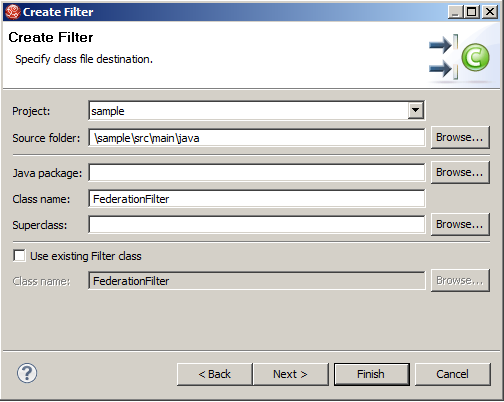 Create Filter
Create Filter
Specify class file destination.
Project: sample
Source folder: \sample\src\main\java Browse...
Java package: Browse...
Class name: FederationFilter
Superclass: Browse...
Use existing Filter class
Class name: FederationFilter Browse...
? < Back Next > Finish Cancel